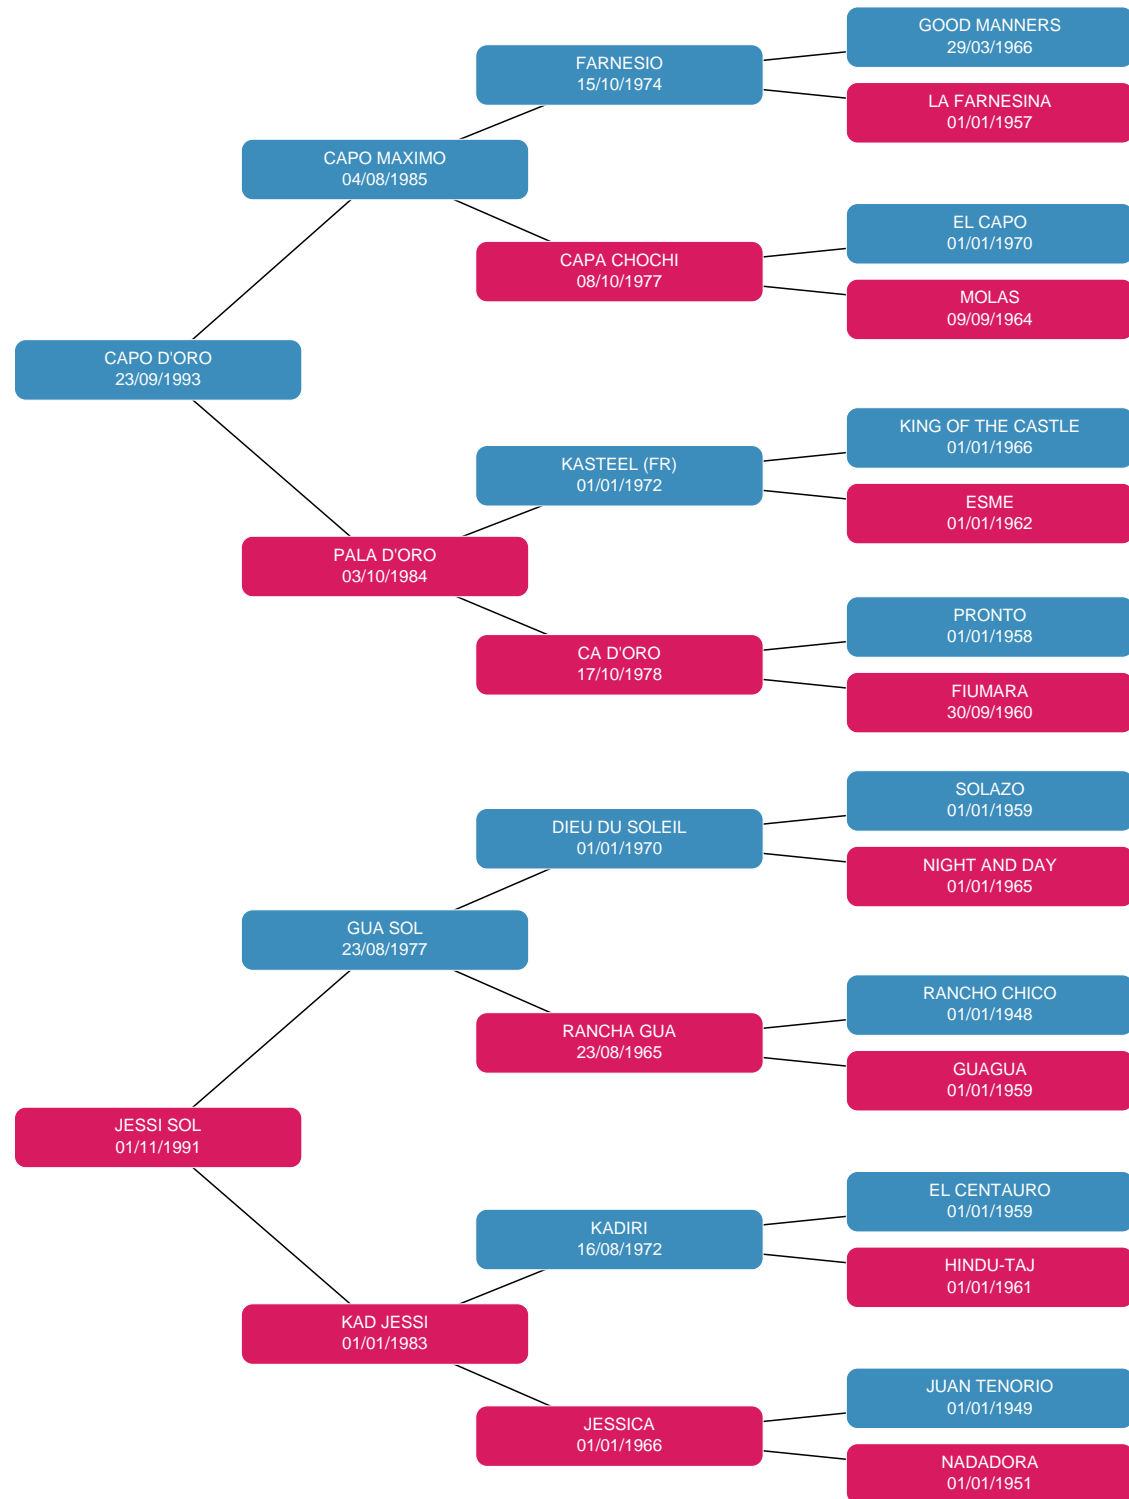 GOOD MANNERS
29/03/1966
FARNESIO
15/10/1974
LA FARNESINA
01/01/1957
CAPO MAXIMO
04/08/1985
EL CAPO
01/01/1970
CAPA CHOCHI
08/10/1977
MOLAS
09/09/1964
CAPO D'ORO
23/09/1993
KING OF THE CASTLE
01/01/1966
KASTEEL (FR)
01/01/1972
ESME
01/01/1962
PALA D'ORO
03/10/1984
PRONTO
01/01/1958
CA D'ORO
17/10/1978
FIUMARA
30/09/1960
SOLAZO
01/01/1959
DIEU DU SOLEIL
01/01/1970
NIGHT AND DAY
01/01/1965
GUA SOL
23/08/1977
RANCHO CHICO
01/01/1948
RANCHA GUA
23/08/1965
GUAGUA
01/01/1959
JESSI SOL
01/11/1991
EL CENTAURO
01/01/1959
KADIRI
16/08/1972
HINDU-TAJ
01/01/1961
KAD JESSI
01/01/1983
JUAN TENORIO
01/01/1949
JESSICA
01/01/1966
NADADORA
01/01/1951